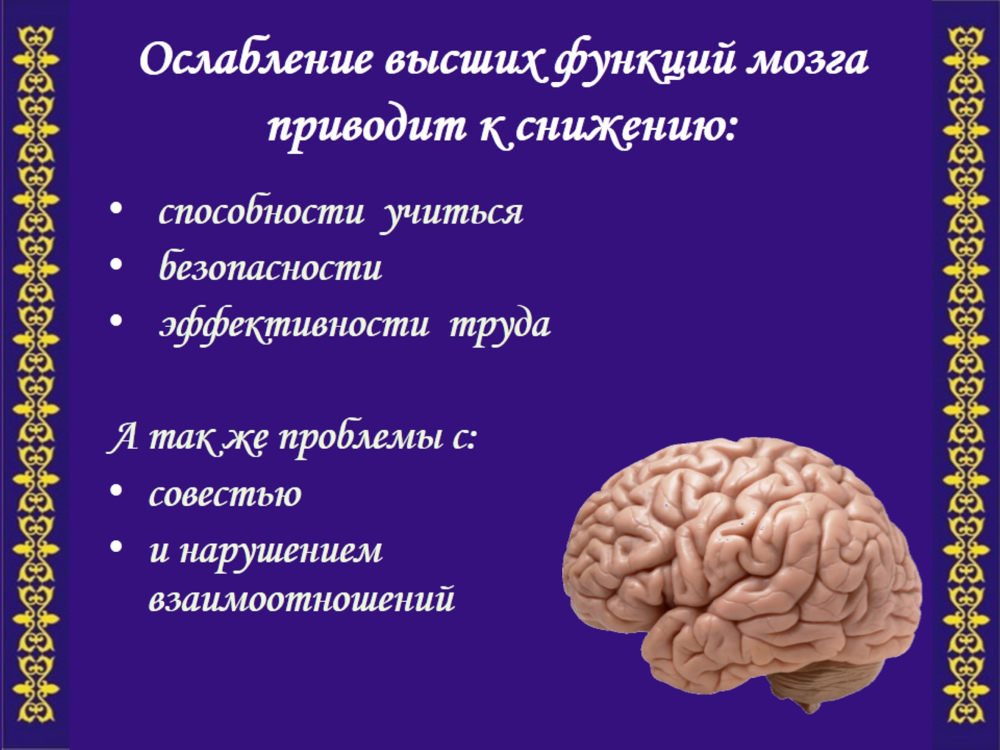 Ослабление высших функций мозга
приводит к снижению:
• способности учиться
• безопасности
• эффективности труда
А так же проблемы с:
• совестью
• и нарушением
взаимоотношений